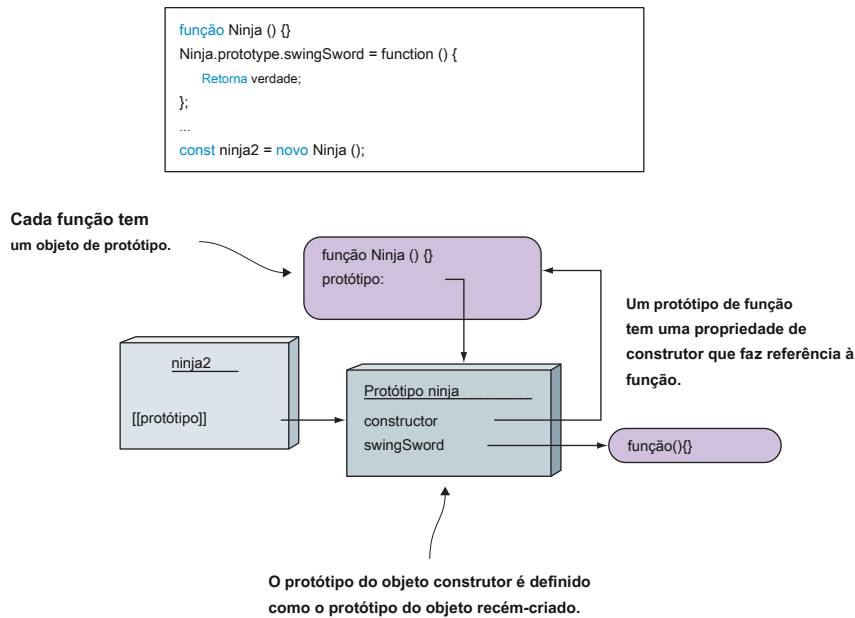 função Ninja () {}
Ninja.prototype.swingSword = function () {
Retorna verdade;
};
...
const ninja2 = novo Ninja ();
Cada função tem
um objeto de protótipo.
função Ninja () {}
protótipo:
Um protótipo de função
tem uma propriedade de
construtor que faz referência à
função.
ninja2
[[protótipo]]
Protótipo ninja
constructor
swingSword
função(){}
O protótipo do objeto construtor é definido
como o protótipo do objeto recém-criado.